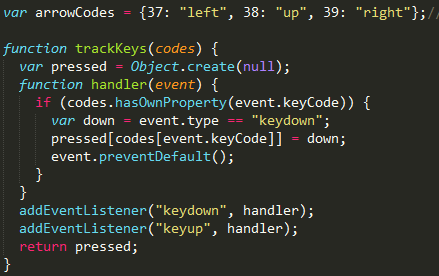 var arrowCodes = {37: "left", 38: "up", 39: "right"};//
function trackKeys(codes) {
  var pressed = Object.create(null);
  function handler(event) {
    if (codes.hasOwnProperty(event.keyCode)) {
      var down = event.type == "keydown";
      pressed[codes[event.keyCode]] = down;
      event.preventDefault();
    }
  }
  addEventListener("keydown", handler);
  addEventListener("keyup", handler);
  return pressed;
}